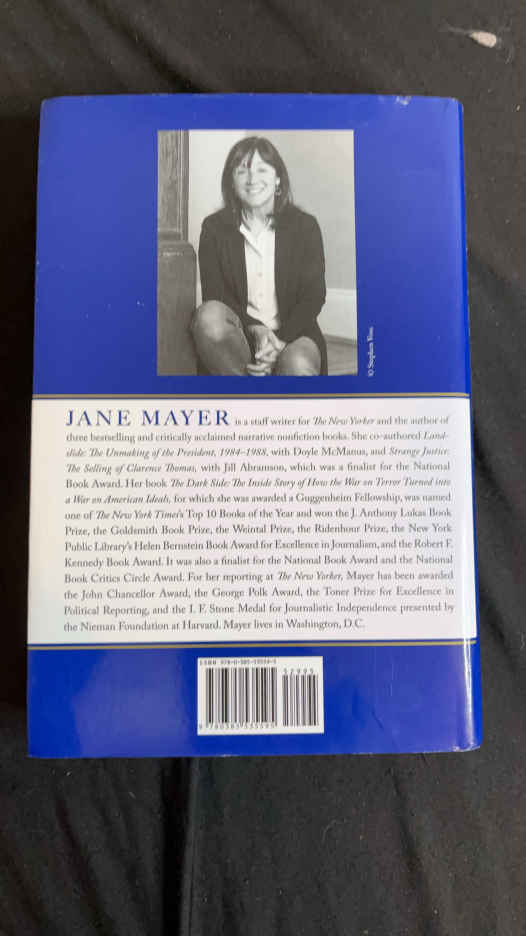 © Stephen Voss
JANE MAYER is a staff writer for The New Yorker and the author of
three bestselling and critically acclaimed narrative nonfiction books. She co-authored Land-
slide: The Unmaking of the President, 1984–1988, with Doyle McManus, and Strange Justice:
The Selling of Clarence Thomas, with Jill Abramson, which was a finalist for the National
Book Award. Her book The Dark Side: The Inside Story of How the War on Terror Turned into
a War on American Ideals, for which she was awarded a Guggenheim Fellowship, was named
one of The New York Times's Top 10 Books of the Year and won the J. Anthony Lukas Book
Prize, the Goldsmith Book Prize, the Weintal Prize, the Ridenhour Prize, the New York
Public Library's Helen Bernstein Book Award for Excellence in Journalism, and the Robert F.
Kennedy Book Award. It was also a finalist for the National Book Award and the National
Book Critics Circle Award. For her reporting at The New Yorker, Mayer has been awarded
the John Chancellor Award, the George Polk Award, the Toner Prize for Excellence in
Political Reporting, and the I. F. Stone Medal for Journalistic Independence presented by
the Nieman Foundation at Harvard. Mayer lives in Washington, D.C.
ISBN 978-0-385-53559-5
52995
9 780385 535595